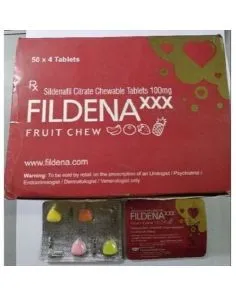 50 x 4 Tablets
Rx Sildenafil Citrate Chewable Tablets 100mg
FILDENA XXX
FRUIT CHEW
www.fildena.com
Warning: To be sold by retail on the prescription of an Urologist / Psychiatrist /
Endocrinologist / Dermatologist / Venereologist only.
FILDENA XXX